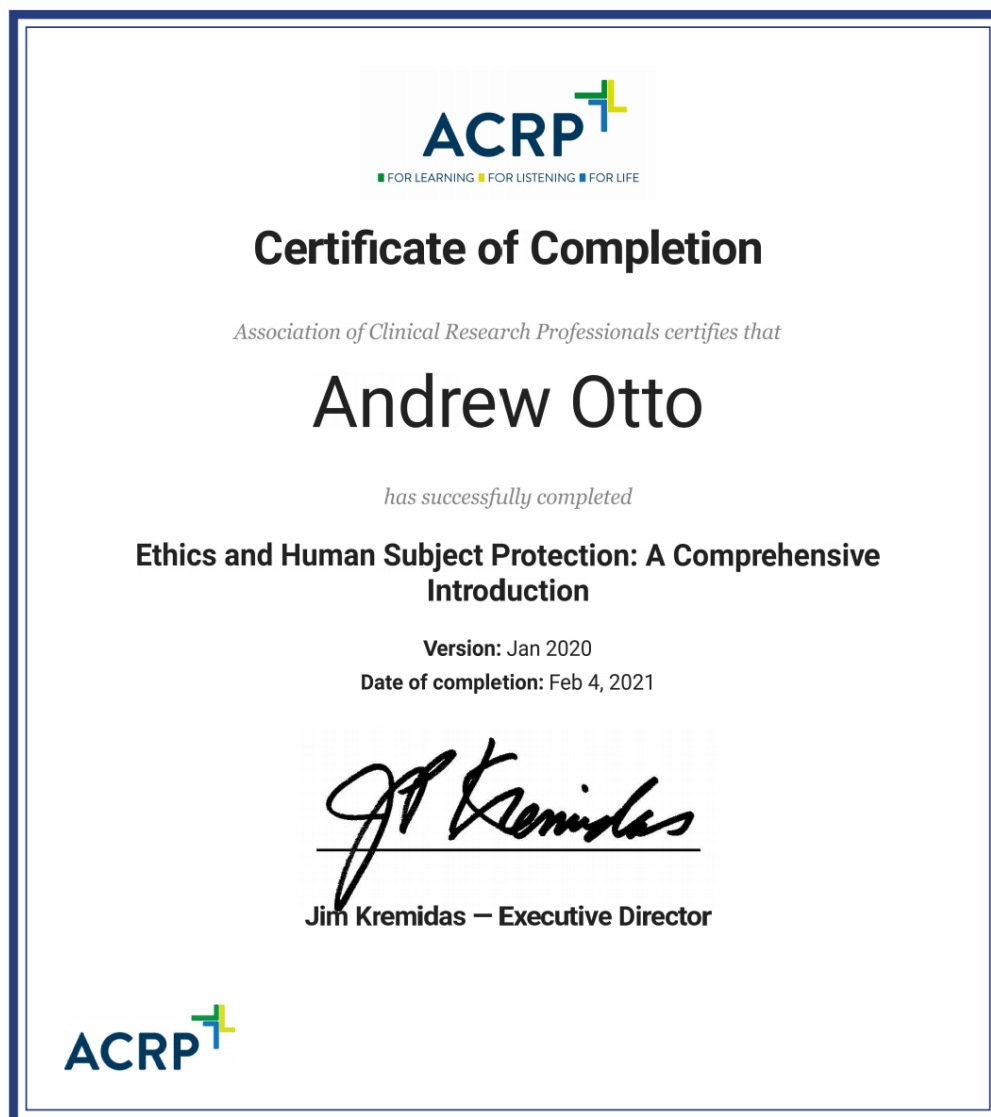 ACRP
FOR LEARNING FOR LISTENING FOR LIFE
Certificate of Completion
Association of Clinical Research Professionals certifies that
Andrew Otto
has successfully completed
Ethics and Human Subject Protection: A Comprehensive
Introduction
Version: Jan 2020
Date of completion: Feb 4, 2021
JP Kremidas
Jim Kremidas — Executive Director
ACRP